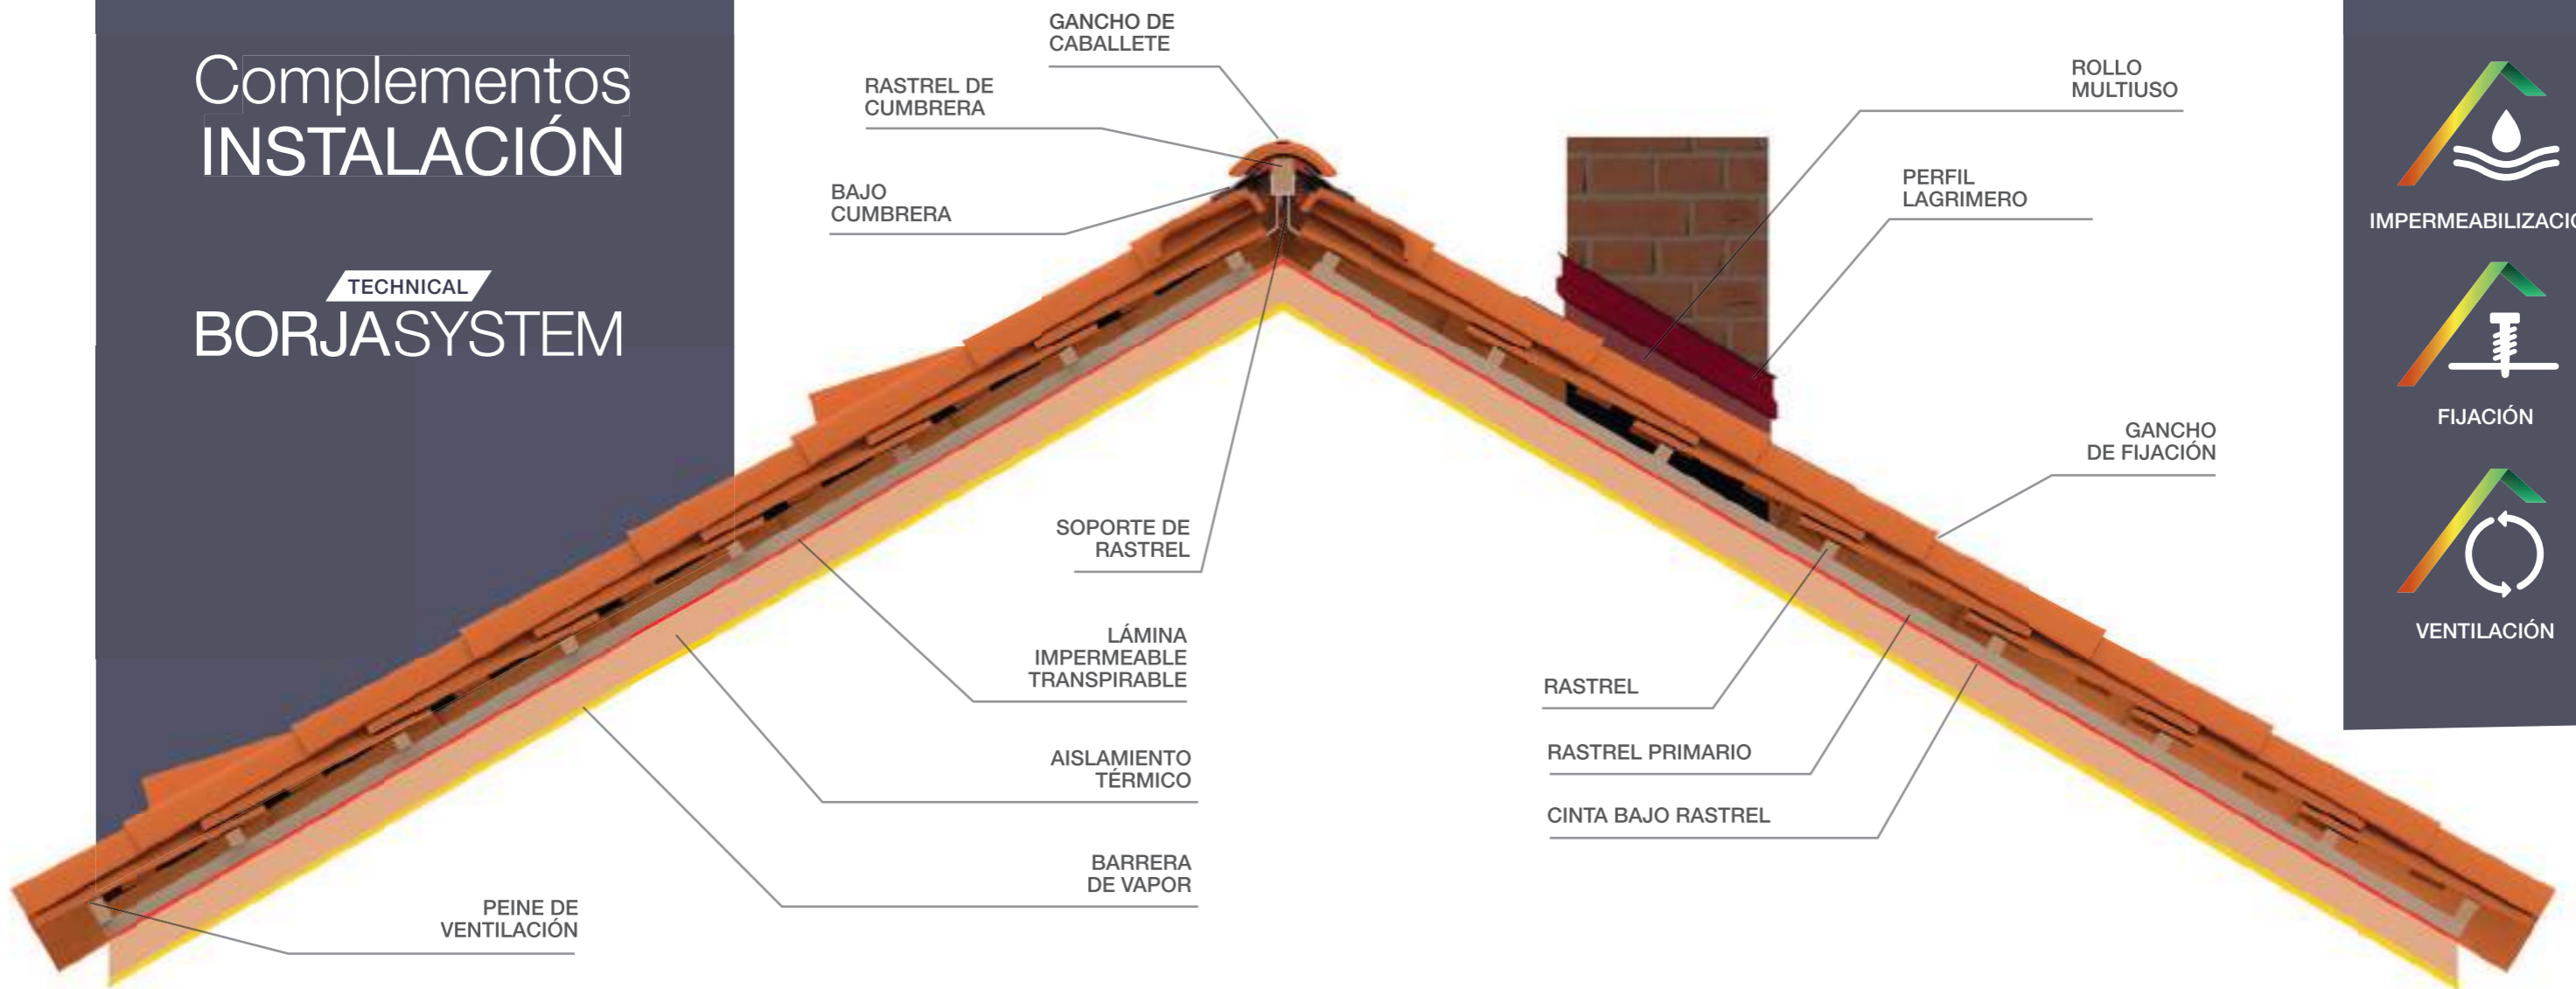 Complementos
INSTALACIÓN
TECHNICAL
BORJASYSTEM
GANCHO DE
CABALLETE
RASTREL DE
CUMBRERA
BAJO
CUMBRERA
ROLLO
MULTIUSO
PERFIL
LAGRIMERO
GANCHO
DE FIJACIÓN
SOPORTE DE
RASTREL
LÁMINA
IMPERMEABLE
TRANSPIRABLE
AISLAMIENTO
TÉRMICO
BARRERA
DE VAPOR
PEINE DE
VENTILACIÓN
RASTREL
RASTREL PRIMARIO
CINTA BAJO RASTREL
IMPERMEABILIZACIÓ
FIJACIÓN
VENTILACIÓN